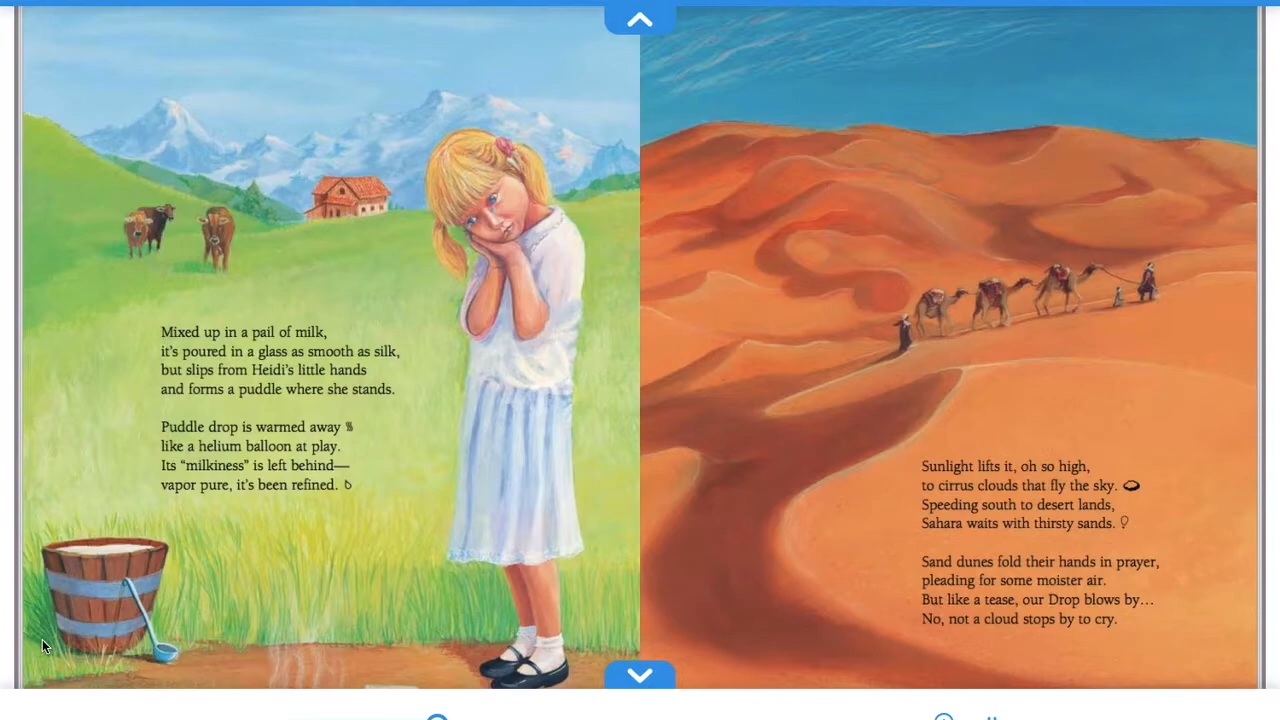 Mixed up in a pail of milk,
it's poured in a glass as smooth as silk,
but slips from Heidi's little hands
and forms a puddle where she stands.
Puddle drop is warmed away
like a helium balloon at play.
Its “milkiness” is left behind—
vapor pure, it's been refined.
Sunlight lifts it, oh so high,
to cirrus clouds that fly the sky.
Speeding south to desert lands,
Sahara waits with thirsty sands.
Sand dunes fold their hands in prayer,
pleading for some moister air.
But like a tease, our Drop blows by...
No, not a cloud stops by to cry.